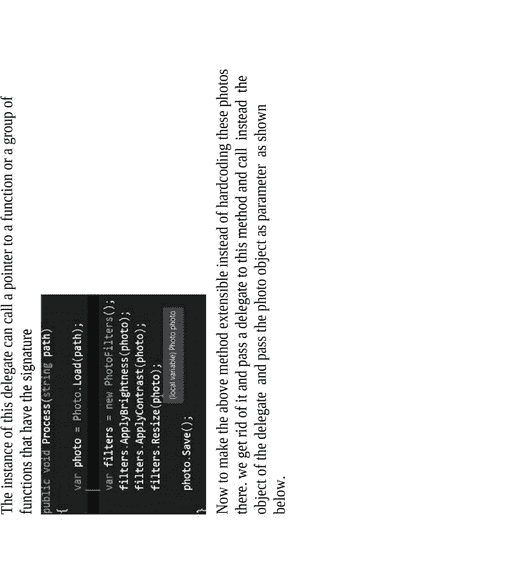 The instance of this delegate can call a pointer to a function or a group of
functions that have the signature
public void Process(string path)
{
var photo = Photo.Load(path);
var filters = new PhotoFilters();
filters.ApplyBrightness(photo);
filters.ApplyContrast(photo);
filters.Resize(photo);
(local variable) Photo photo
photo.Save();
}
Now to make the above method extensible instead of hardcoding these photos
there. we get rid of it and pass a delegate to this method and call instead the
object of the delegate and pass the photo object as parameter as shown
below.